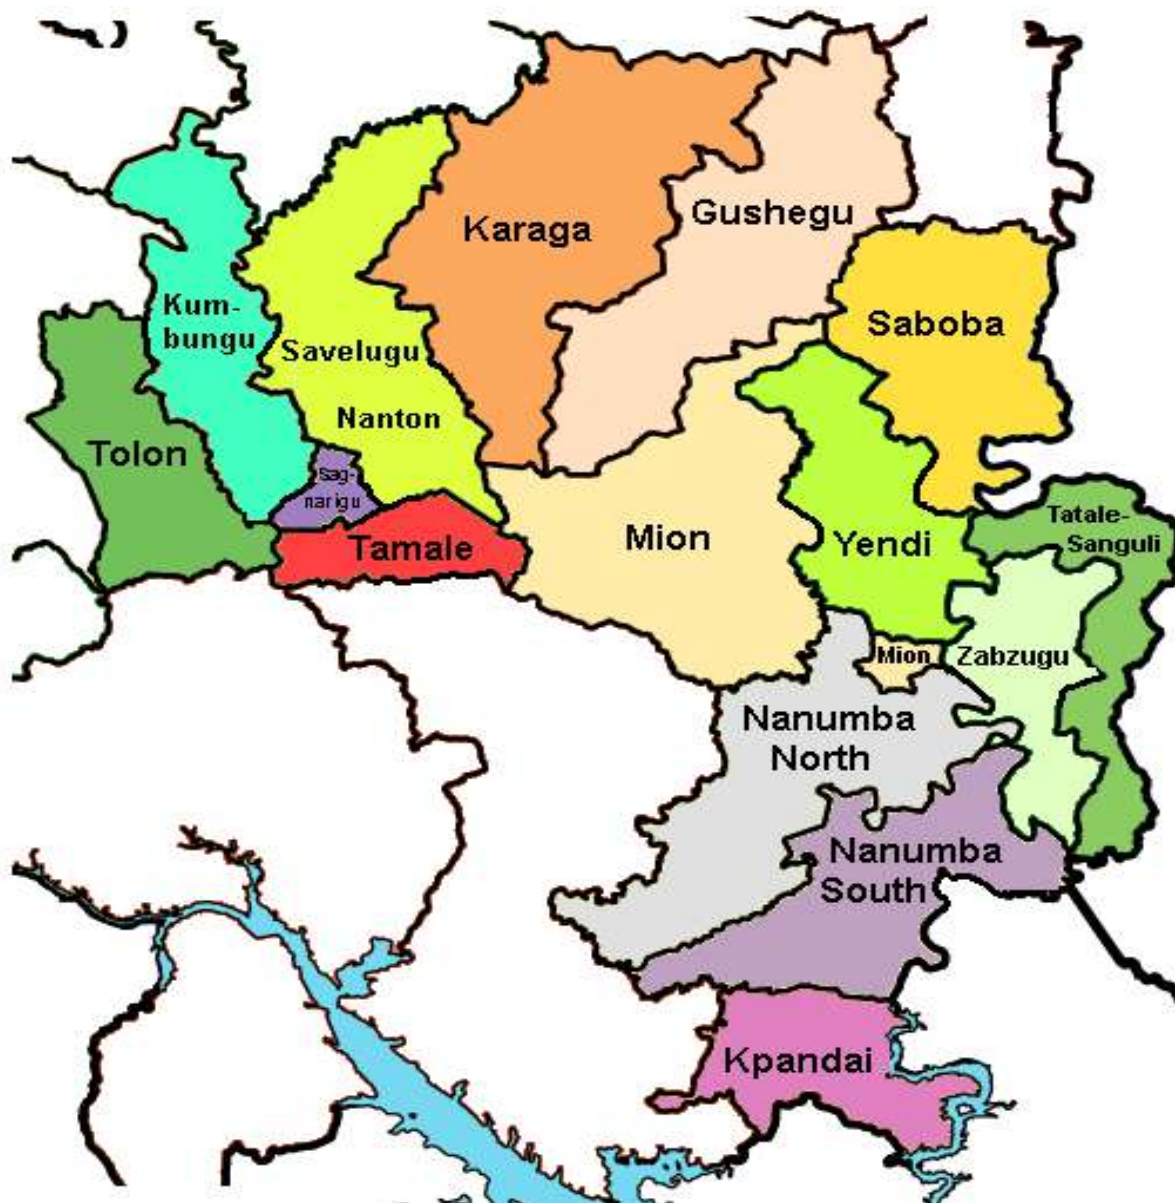 Karaga
Gushegu
Kum-
bungu
Savelugu
Nanton
Saboba
Tolon
Sag-
narigu
Tamale
Mion
Yendi
Tatale-
Sanguli
Mion
Zabzugu
Nanumba
North
Nanumba
South
Kpandai